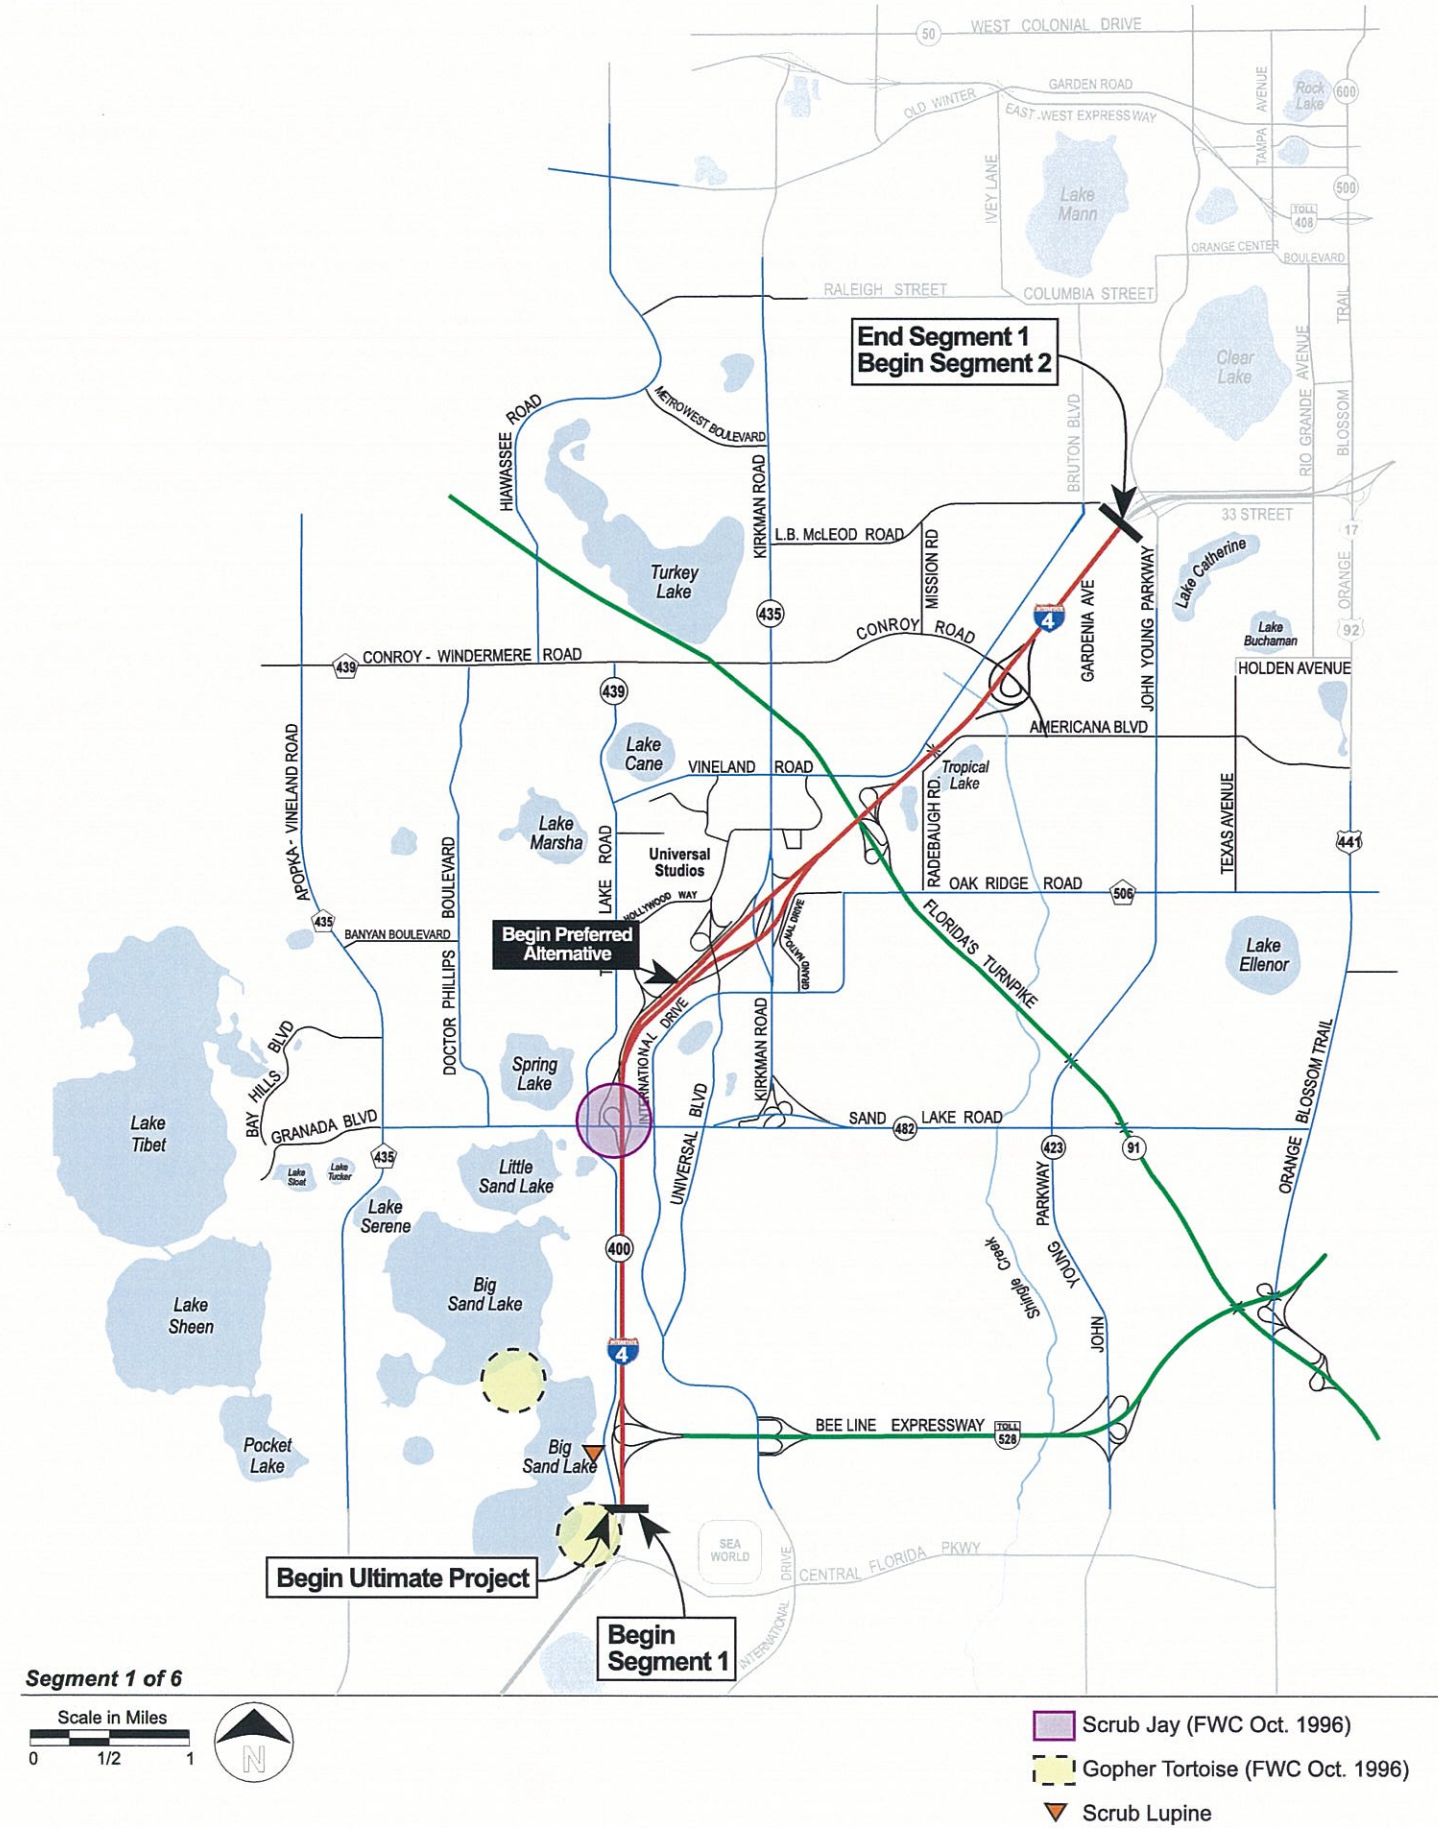 WEST COLONIAL DRIVE
50
GARDEN ROAD
OLD WINTER
EAST-WEST EXPRESSWAY
TAMPA AVENUE
Rock
Lake
600
IVEY LANE
Lake
Mann
500
TOLL
408
ORANGE CENTER
BOULEVARD
RALEIGH STREET
COLUMBIA STREET
End Segment 1
Begin Segment 2
Clear
Lake
RIO GRANDE AVENUE
ORANGE BLOSSOM TRAIL
BRUTON BLVD
HIAWASSEE ROAD
METROWEST BOULEVARD
KIRKMAN ROAD
L.B. McLEOD ROAD
33 STREET
17
MISSION RD
Lake Catherine
Turkey
Lake
435
INTERSTATE
4
GARDENIA AVE
JOHN YOUNG PARKWAY
Lake
Buchaman
92
CONROY ROAD
439
CONROY - WINDERMERE ROAD
HOLDEN AVENUE
439
AMERICANA BLVD
Lake
Cane
VINELAND ROAD
Tropical
Lake
APOPKA - VINELAND ROAD
RADEBAUGH RD.
TEXAS AVENUE
Lake
Marsha
441
Universal
Studios
DOCTOR PHILLIPS BOULEVARD
LAKE ROAD
HOLLYWOOD WAY
OAK RIDGE ROAD
506
435
BANYAN BOULEVARD
Begin Preferred
Alternative
T
GRAND NATIONAL DRIVE
FLORIDA'S TURNPIKE
Lake
Ellenor
INTERNATIONAL DRIVE
KIRKMAN ROAD
BAY HILLS BLVD
Spring
Lake
UNIVERSAL BLVD
ORANGE BLOSSOM TRAIL
Lake
Tibet
GRANADA BLVD
SAND
482
LAKE ROAD
435
423
91
Lake
Sloat
Lake
Tucker
Little
Sand Lake
Lake
Serene
JOHN YOUNG PARKWAY
400
Shingle Creek
Big
Sand Lake
Lake
Sheen
INTERSTATE
4
BEE LINE EXPRESSWAY
TOLL
528
Pocket
Lake
Big
Sand Lake
SEA
WORLD
INTERNATIONAL DRIVE
CENTRAL FLORIDA PKWY
Begin Ultimate Project
Begin
Segment 1
Segment 1 of 6
Scale in Miles
0 1/2 1
N
Scrub Jay (FWC Oct. 1996)
Gopher Tortoise (FWC Oct. 1996)
Scrub Lupine